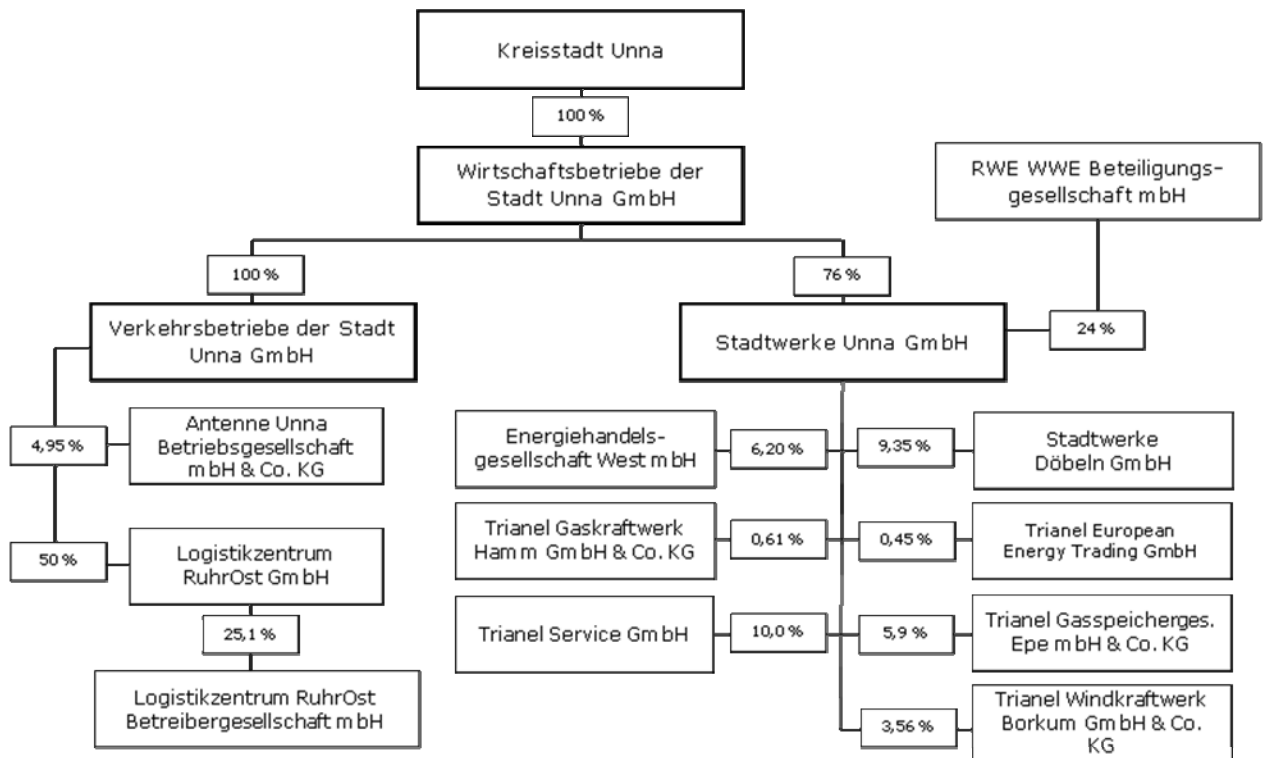 Kreisstadt Unna
100 %
Wirtschaftsbetriebe der
Stadt Unna GmbH
RWE WWE Beteiligungs-
gesellschaft mbH
100 %
76 %
Verkehrsbetriebe der Stadt
Unna GmbH
Stadtwerke Unna GmbH
24 %
4,95 %
Antenne Unna
Betriebsgesellschaft
mbH & Co. KG
Energiehandels-
gesellschaft West mbH
6,20 %
9,35 %
Stadtwerke
Döbeln GmbH
50 %
Logistikzentrum
RuhrOst GmbH
Trianel Gaskraftwerk
Hamm GmbH & Co. KG
0,61 %
0,45 %
Trianel European
Energy Trading GmbH
25,1 %
Trianel Service GmbH
10,0 %
5,9 %
Trianel Gasspeicherges.
Epe mbH & Co. KG
Logistikzentrum RuhrOst
Betreibergesellschaft mbH
3,56 %
Trianel Windkraftwerk
Borkum GmbH & Co.
KG